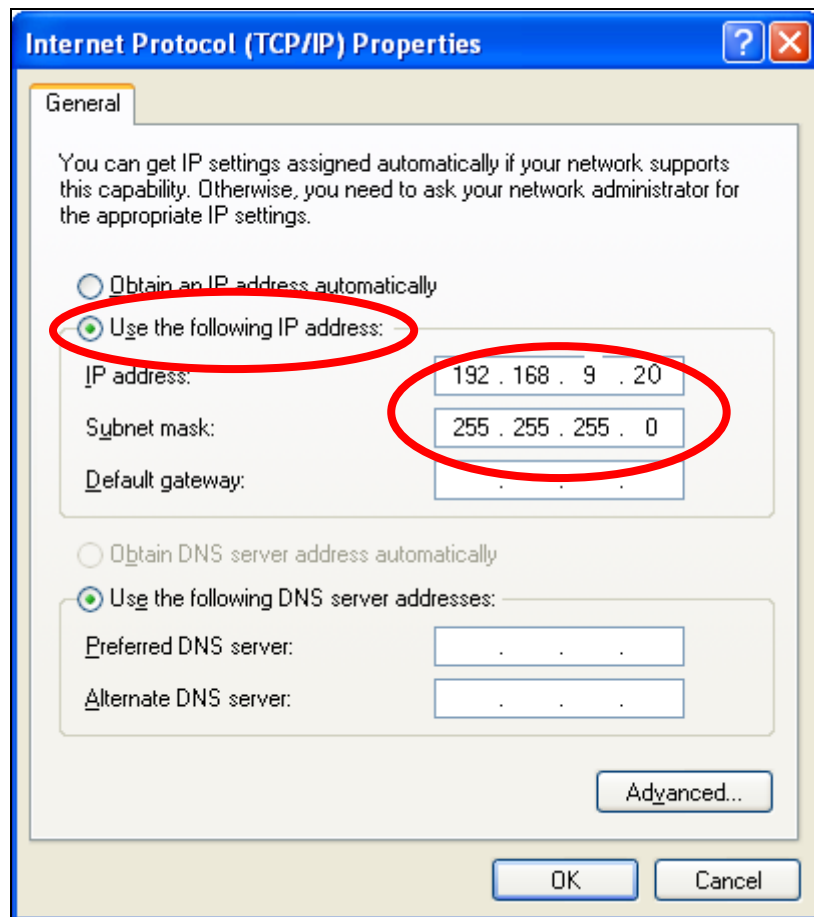 Internet Protocol (TCP/IP) Properties
General
You can get IP settings assigned automatically if your network supports
this capability. Otherwise, you need to ask your network administrator for
the appropriate IP settings.
Obtain an IP address automatically
Use the following IP address:
IP address: 192 . 168 . 9 . 20
Subnet mask: 255 . 255 . 255 . 0
Default gateway: . . .
Obtain DNS server address automatically
Use the following DNS server addresses:
Preferred DNS server: . . .
Alternate DNS server: . . .
Advanced...
OK Cancel